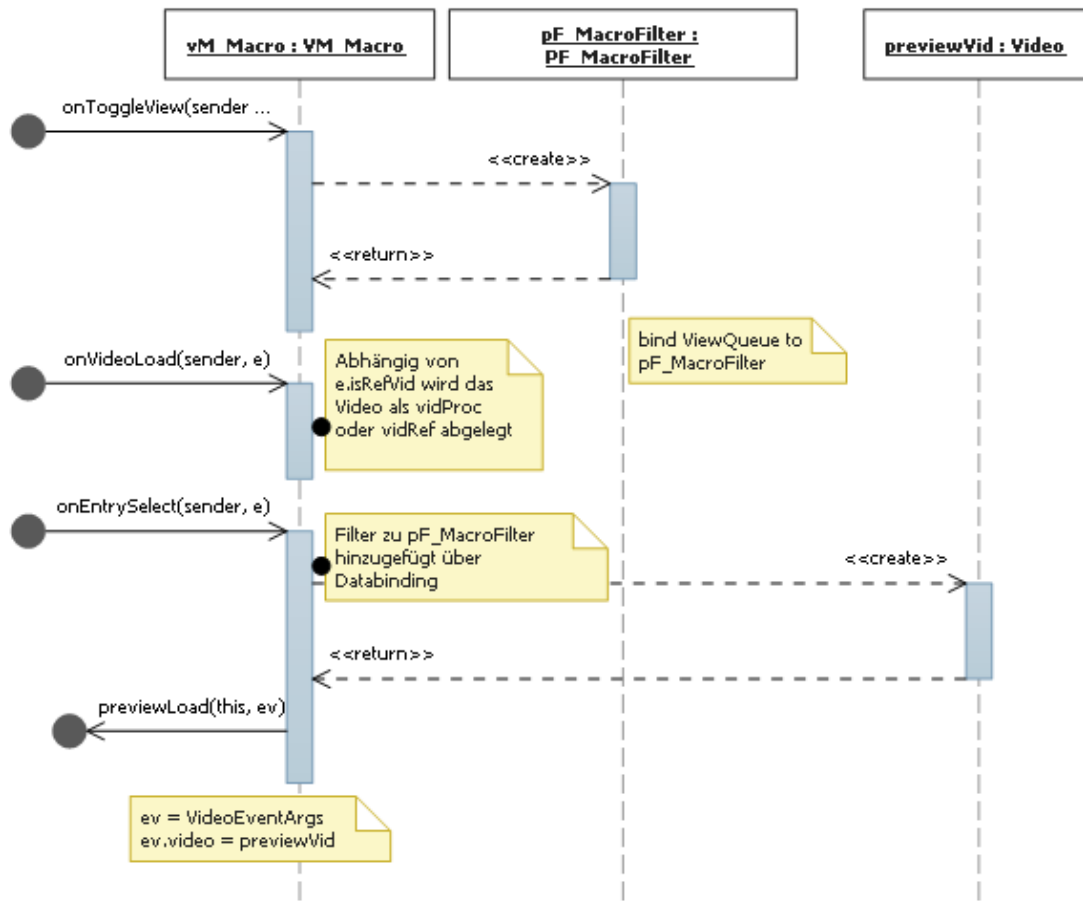 vM_Macro : VM_Macro
pF_MacroFilter :
PF_MacroFilter
previewVid : Video
onToggleView(sender ...
<<create>>
<<return>>
bind ViewQueue to
pF_MacroFilter
onVideoLoad(sender, e)
Abhängig von
e.isRefVid wird das
Video als vidProc
oder vidRef abgelegt
onEntrySelect(sender, e)
Filter zu pF_MacroFilter
hinzugefügt über
Databinding
<<create>>
<<return>>
previewLoad(this, ev)
ev = VideoEventArgs
ev.video = previewVid